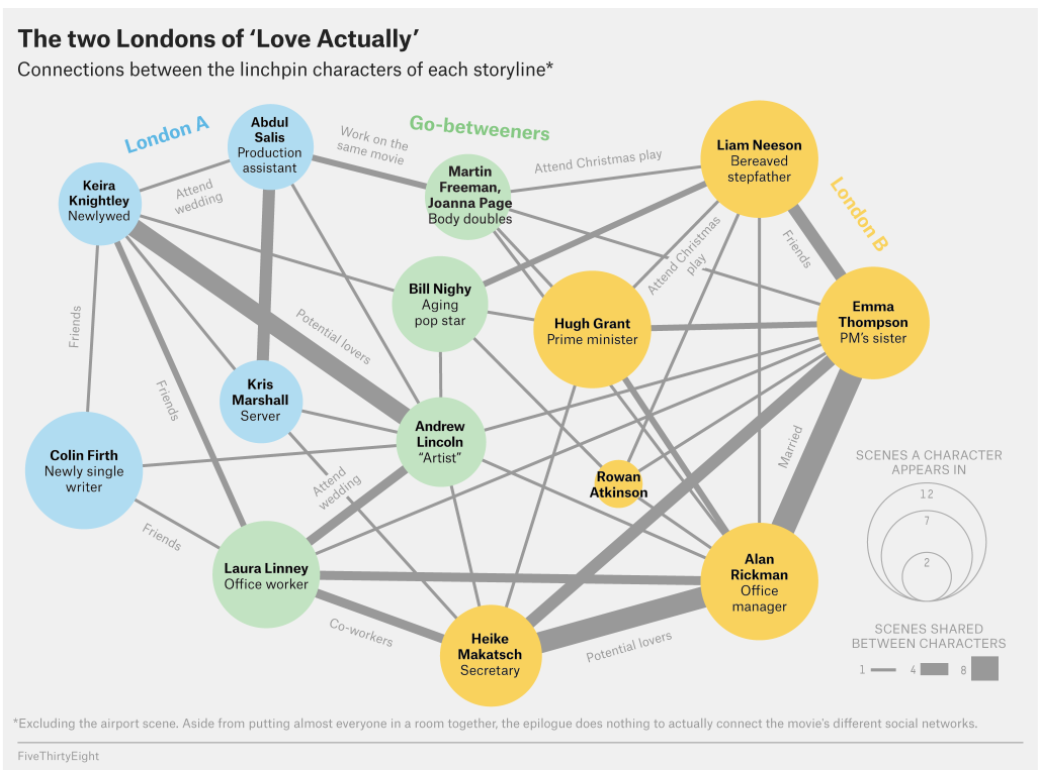 The two Londons of ‘Love Actually’
Connections between the linchpin characters of each storyline*
London A
Go-betweeners
London B
Abdul
Salis
Production
assistant
Work on the
same movie
Martin
Freeman,
Joanna Page
Body doubles
Attend Christmas play
Liam Neeson
Bereaved
stepfather
Keira
Knightley
Newlywed
Attend
wedding
Attend Christmas
play
Friends
Bill Nighy
Aging
pop star
Hugh Grant
Prime minister
Emma
Thompson
PM’s sister
Friends
Potential lovers
Friends
Kris
Marshall
Server
Andrew
Lincoln
“Artist”
Married
Colin Firth
Newly single
writer
Attend
wedding
Rowan
Atkinson
SCENES A CHARACTER
APPEARS IN
12
7
2
Friends
Laura Linney
Office worker
Alan
Rickman
Office
manager
Co-workers
Heike
Makatsch
Secretary
Potential lovers
SCENES SHARED
BETWEEN CHARACTERS
1 4 8
*Excluding the airport scene. Aside from putting almost everyone in a room together, the epilogue does nothing to actually connect the movie’s different social networks.
FiveThirtyEight